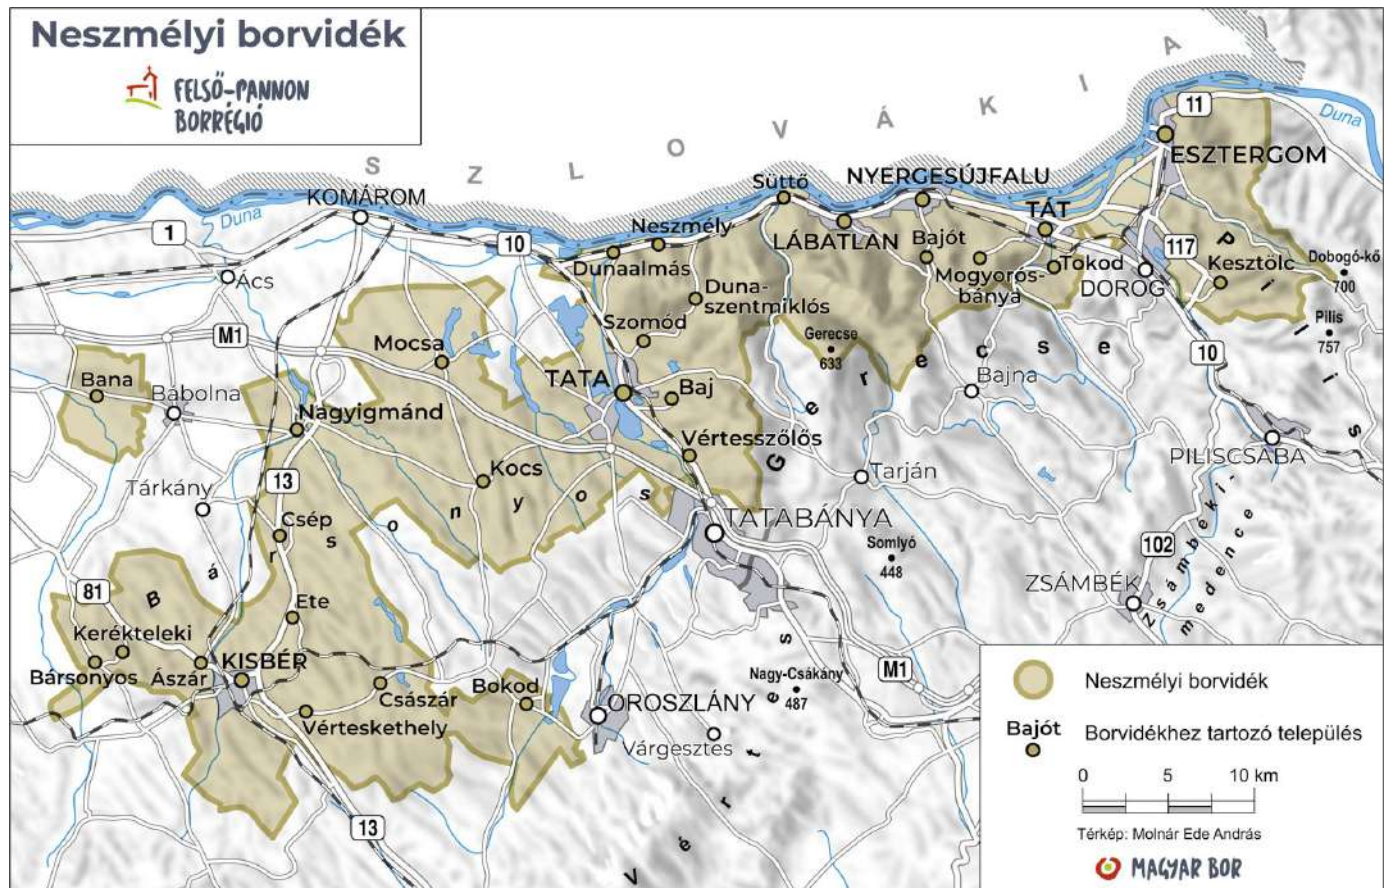 Neszmélyi borvidék
FELSŐ-PANNON
BORRÉGIÓ
SZLOVÁKIA
Duna
11
ESZTERGOM
Duna
KOMÁROM
1
10
Süttő
NYERGESÚJFALU
TÁT
Neszmély
LÁBATLAN
Bajót
117
Dunaalmás
Mogyorós-
bánya
Tokod
DOROG
Kesztölc
Dobogó-kő
700
Ács
Duna-
szentmiklós
Pilis
757
M1
Szomód
Gerecse
633
Mocsa
10
Bana
TATA
Baj
Bajna
Bábolna
Nagyigmánd
Vértesszőlős
Pilis
Gerecse
PILISCSABA
Kocs
13
Tárkány
Tarján
Csép
TATABÁNYA
Bársonyos
Somlyó
448
102
Zsámbéki-
medence
81
Ete
ZSÁMBÉK
Kerékteleki
Bársonyos
Ászár
KISBÉR
Császár
Bokod
Nagy-Csákány
487
M1
OROSZLÁNY
Vérteskethely
Várgesztes
Vértes
13
Neszmélyi borvidék
Bajót
Borvidékhez tartozó település
0 5 10 km
Térkép: Molnár Ede András
MAGYAR BOR